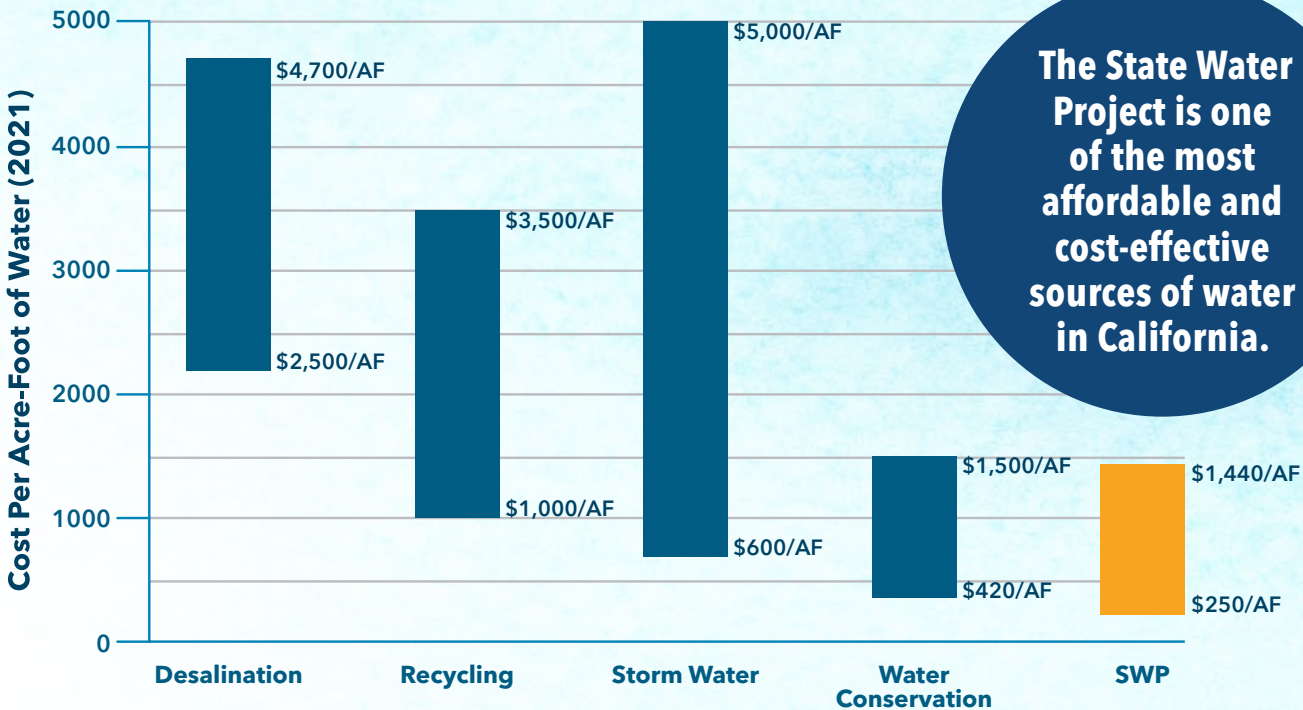 Cost Per Acre-Foot of Water (2021)
5000
4000
3000
2000
1000
0
$4,700/AF
$2,500/AF
$3,500/AF
$1,000/AF
$5,000/AF
$600/AF
$1,500/AF
$420/AF
$1,440/AF
$250/AF
Desalination
Recycling
Storm Water
Water
Conservation
SWP
The State Water
Project is one
of the most
affordable and
cost-effective
sources of water
in California.